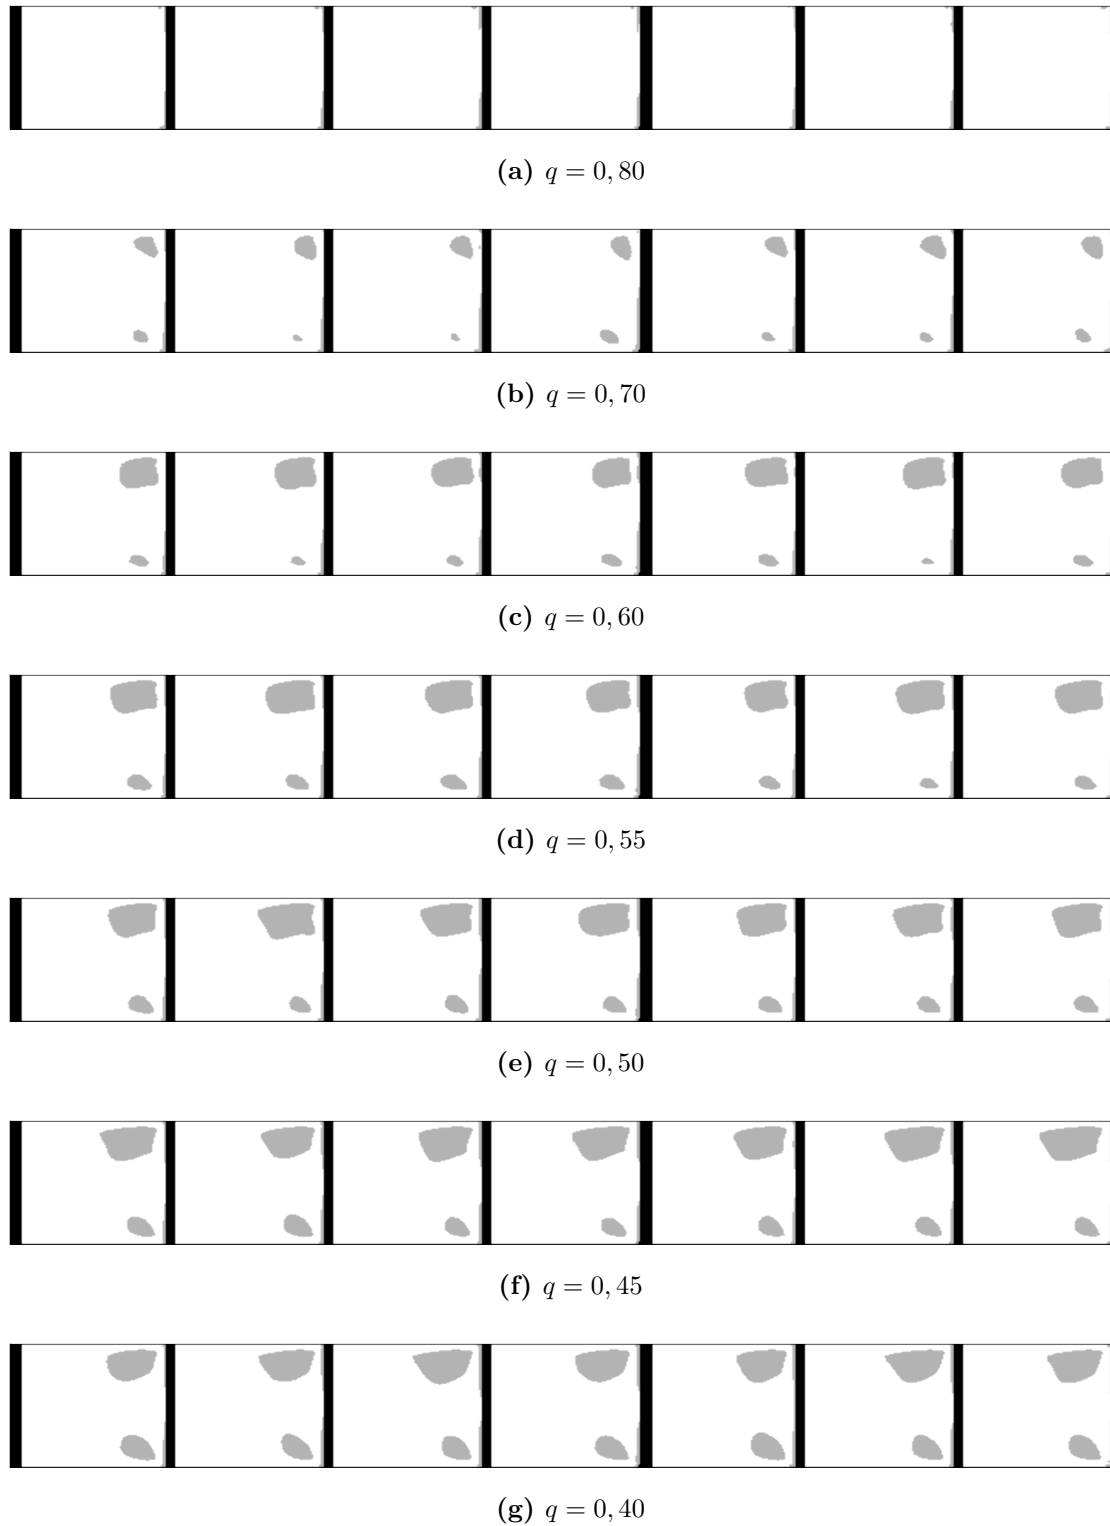 (a) q = 0, 80
(b) q = 0, 70
(c) q = 0, 60
(d) q = 0, 55
(e) q = 0, 50
(f) q = 0, 45
(g) q = 0, 40